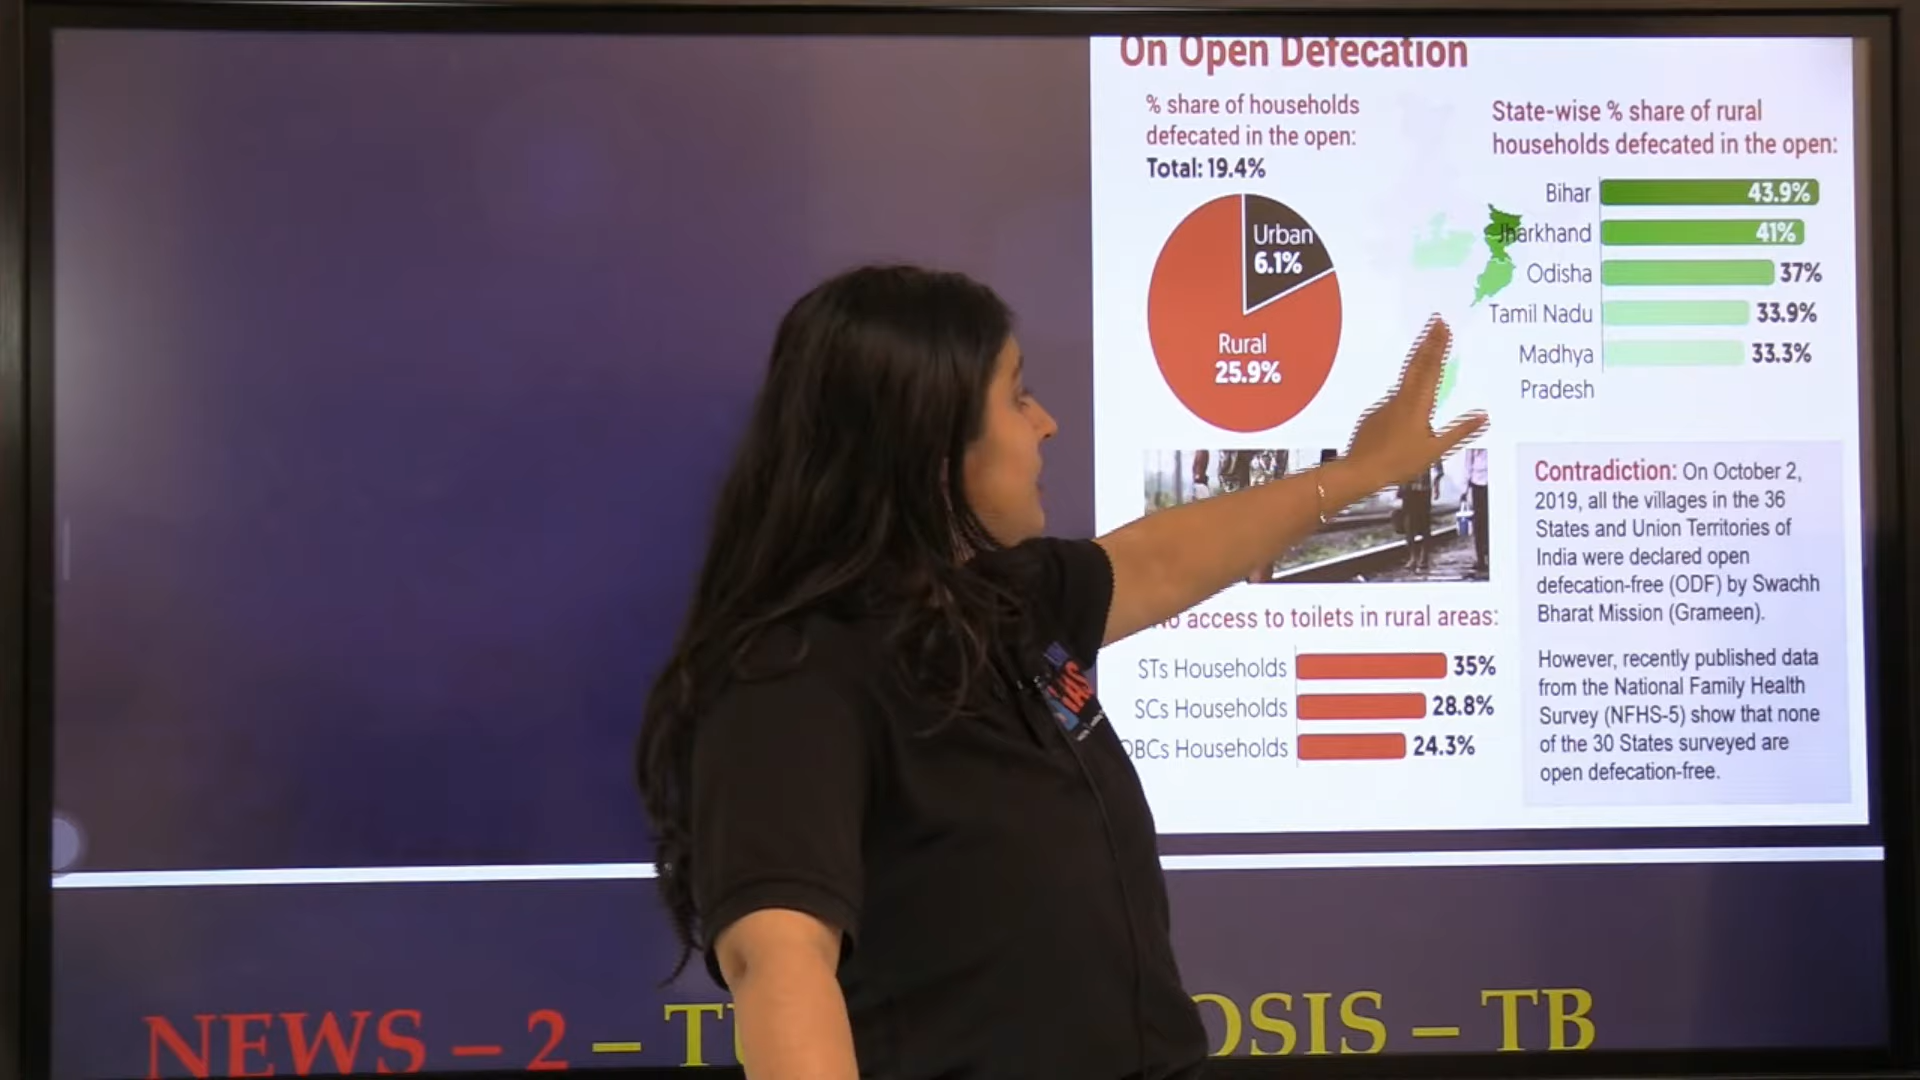 On Open Defecation
% share of households
defecated in the open:
Total: 19.4%
Urban
6.1%
Rural
25.9%
State-wise % share of rural
households defecated in the open:
Bihar 43.9%
Jharkhand 41%
Odisha 37%
Tamil Nadu 33.9%
Madhya 33.3%
Pradesh
access to toilets in rural areas:
STs Households 35%
SCs Households 28.8%
OBCs Households 24.3%
Contradiction: On October 2,
2019, all the villages in the 36
States and Union Territories of
India were declared open
defecation-free (ODF) by Swachh
Bharat Mission (Grameen).
However, recently published data
from the National Family Health
Survey (NFHS-5) show that none
of the 30 States surveyed are
open defecation-free.
IAS
NEWS – 2 – T OSIS – TB